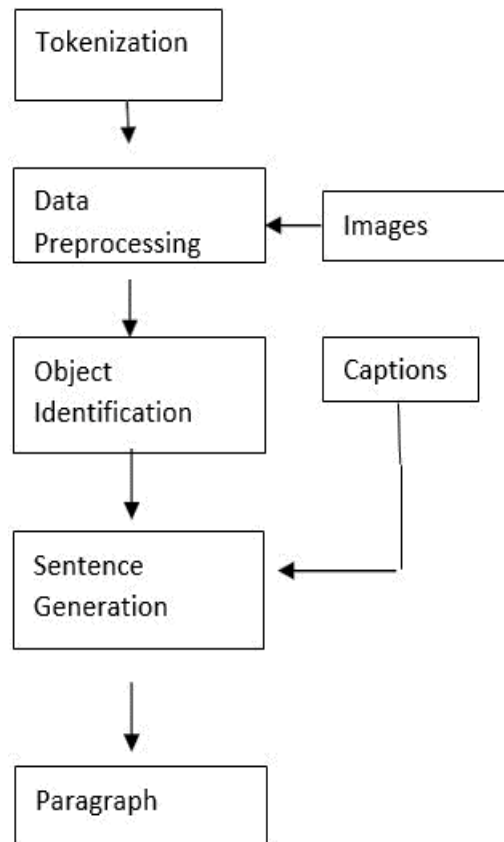 Tokenization
Data
Preprocessing
Images
Object
Identification
Captions
Sentence
Generation
Paragraph